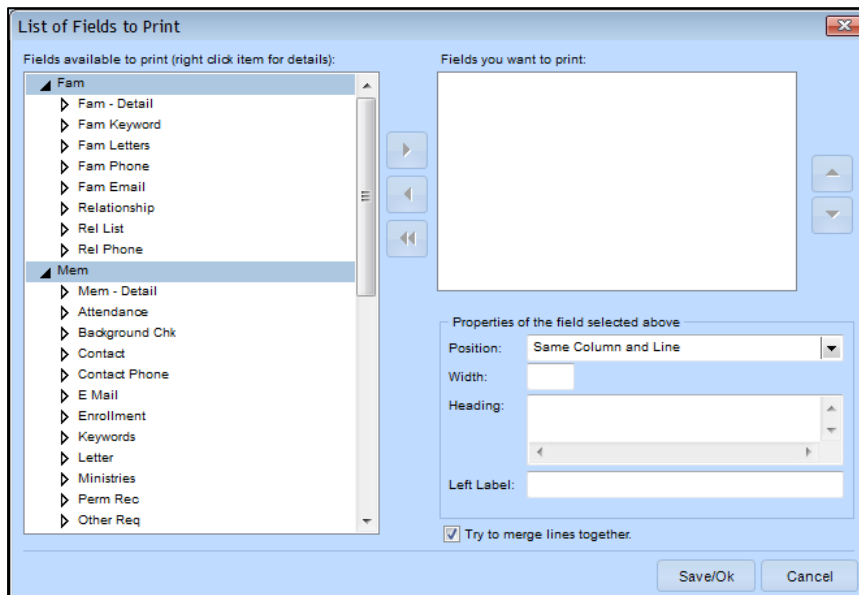 List of Fields to Print
Fields available to print (right click item for details):
Fam
Fam - Detail
Fam Keyword
Fam Letters
Fam Phone
Fam Email
Relationship
Rel List
Rel Phone
Mem
Mem - Detail
Attendance
Background Chk
Contact
Contact Phone
E Mail
Enrollment
Keywords
Letter
Ministries
Perm Rec
Other Req
Fields you want to print:
Properties of the field selected above
Position: Same Column and Line
Width:
Heading:
Left Label:
Try to merge lines together.
Save/Ok Cancel